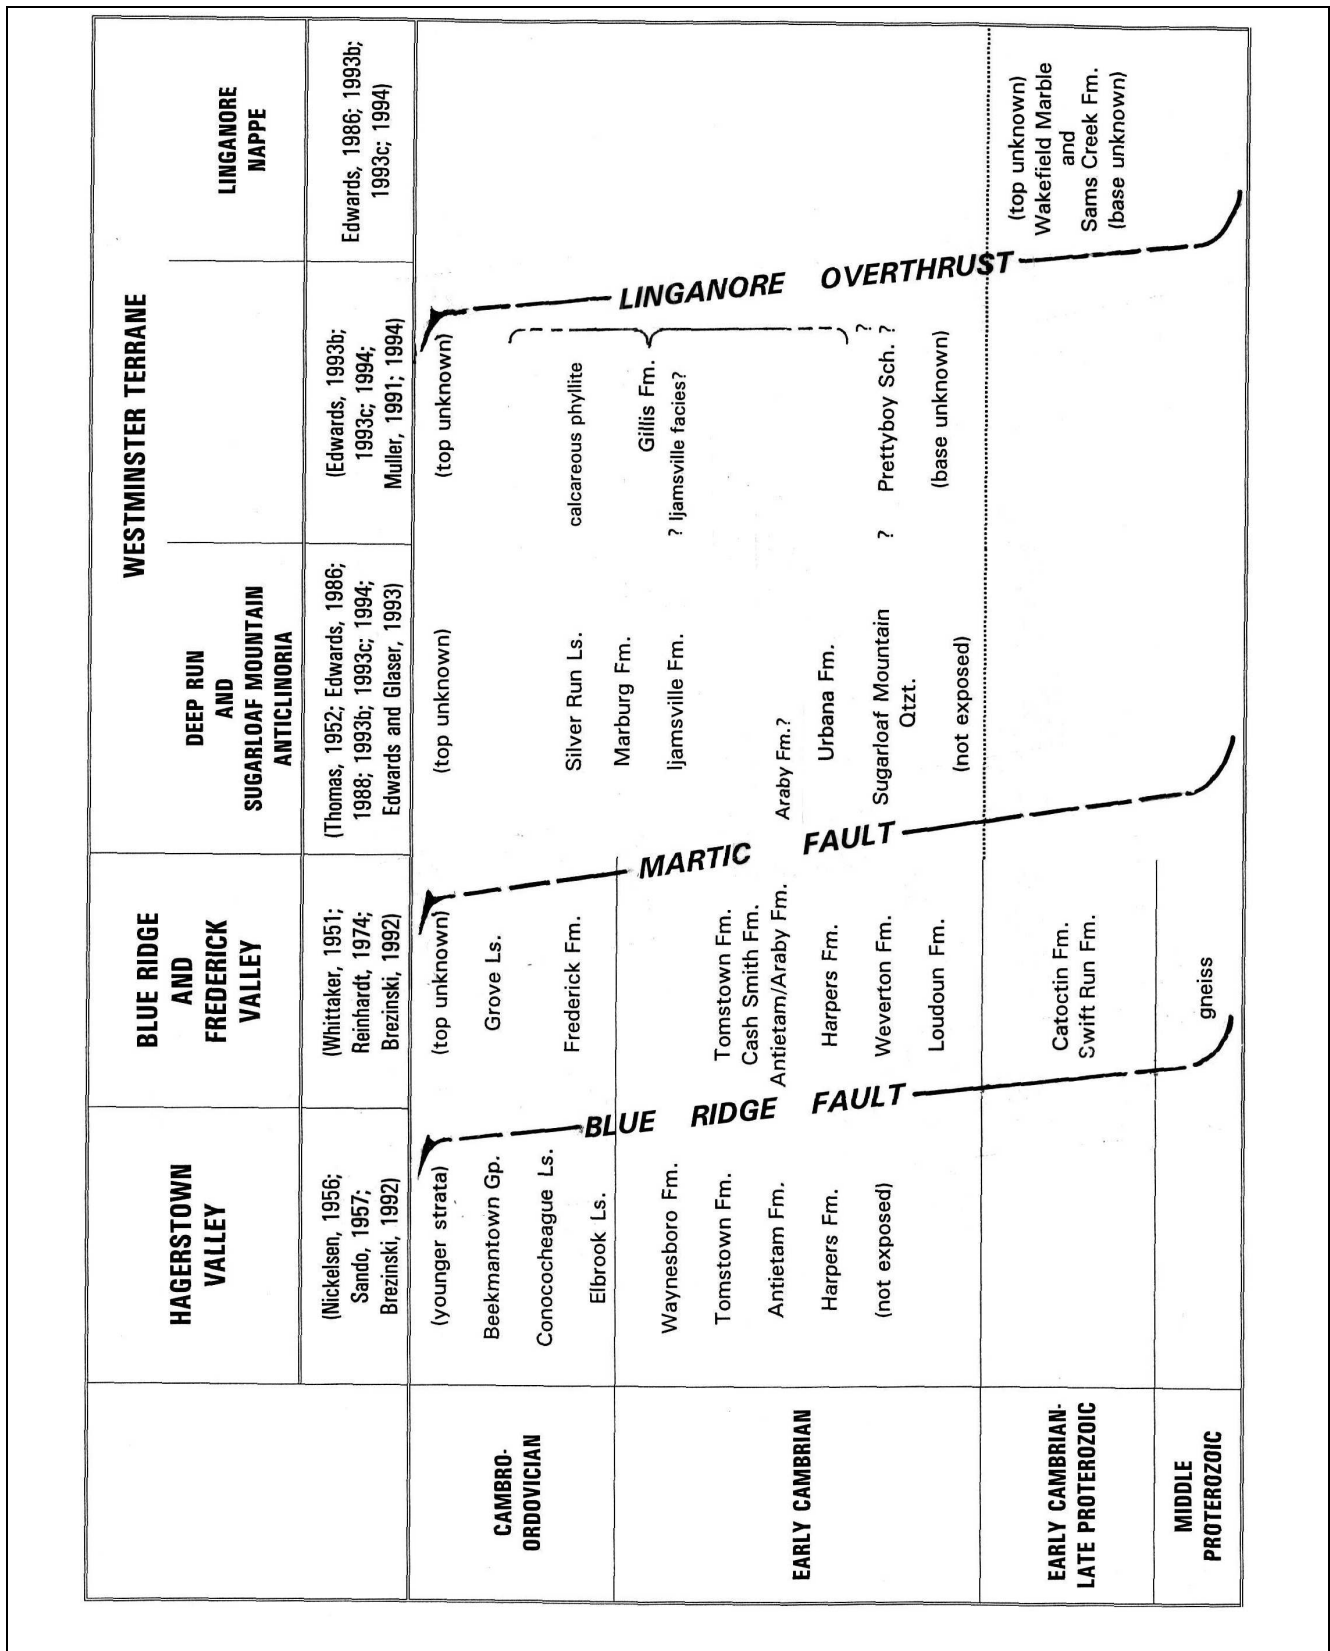 HAGERSTOWN
VALLEY
BLUE RIDGE
AND
FREDERICK
VALLEY
WESTMINSTER TERRANE
DEEP RUN
AND
SUGARLOAF MOUNTAIN
ANTICLINORIA
LINGANORE
NAPPE
(Nickelsen, 1956;
Sando, 1957;
Brezinski, 1992)
(Whittaker, 1951;
Reinhardt, 1974;
Brezinski, 1992)
(Thomas, 1952; Edwards, 1986;
1988; 1993b; 1993c; 1994;
Edwards and Glaser, 1993)
(Edwards, 1993b;
1993c; 1994;
Muller, 1991; 1994)
Edwards, 1986; 1993b;
1993c; 1994)
CAMBRO-
ORDOVICIAN
(younger strata)
Beekmantown Gp.
Conococheague Ls.
Elbrook Ls.
(top unknown)
Grove Ls.
Frederick Fm.
(top unknown)
Silver Run Ls.
(top unknown)
calcareous phyllite
EARLY CAMBRIAN
Waynesboro Fm.
Tomstown Fm.
Antietam Fm.
Harpers Fm.
(not exposed)
BLUE RIDGE FAULT
Tomstown Fm.
Cash Smith Fm.
Antietam/Araby Fm.
Harpers Fm.
Weverton Fm.
Loudoun Fm.
MARTIC FAULT
Marburg Fm.
Ijamsville Fm.
Araby Fm.?
Urbana Fm.
Sugarloaf Mountain
Qtzt.
(not exposed)
Gillis Fm.
? Ijamsville facies?
?
? Prettyboy Sch. ?
(base unknown)
LINGANORE OVERTHRUST
EARLY CAMBRIAN-
LATE PROTEROZOIC
Catoctin Fm.
Swift Run Fm.
(top unknown)
Wakefield Marble
and
Sams Creek Fm.
(base unknown)
MIDDLE
PROTEROZOIC
gneiss